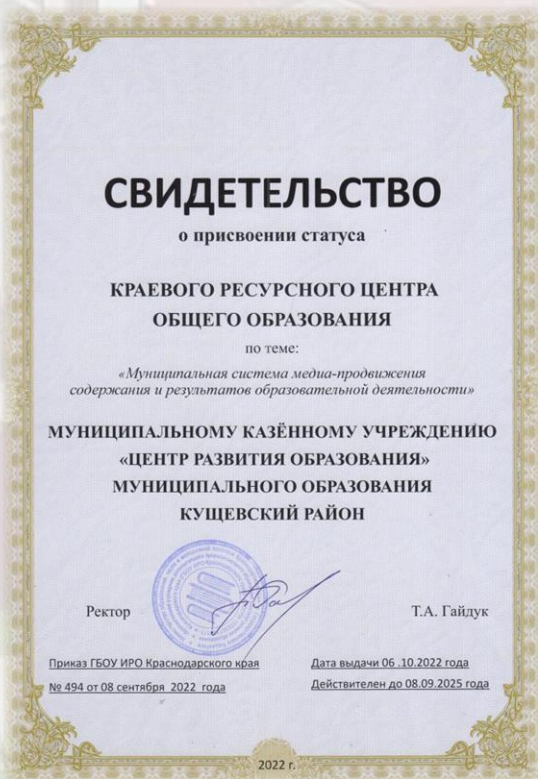 СВИДЕТЕЛЬСТВО
о присвоении статуса
КРАЕВОГО РЕСУРСНОГО ЦЕНТРА
ОБЩЕГО ОБРАЗОВАНИЯ
по теме:
«Муниципальная система медиа-продвижения
содержания и результатов образовательной деятельности»
МУНИЦИПАЛЬНОМУ КАЗЁННОМУ УЧРЕЖДЕНИЮ
«ЦЕНТР РАЗВИТИЯ ОБРАЗОВАНИЯ»
МУНИЦИПАЛЬНОГО ОБРАЗОВАНИЯ
КУЩЕВСКИЙ РАЙОН
Ректор Т.А. Гайдук
Приказ ГБОУ ИРО Краснодарского края
№ 494 от 08 сентября 2022 года
Дата выдачи 06 .10.2022 года
Действителен до 08.09.2025 года
2022 г.